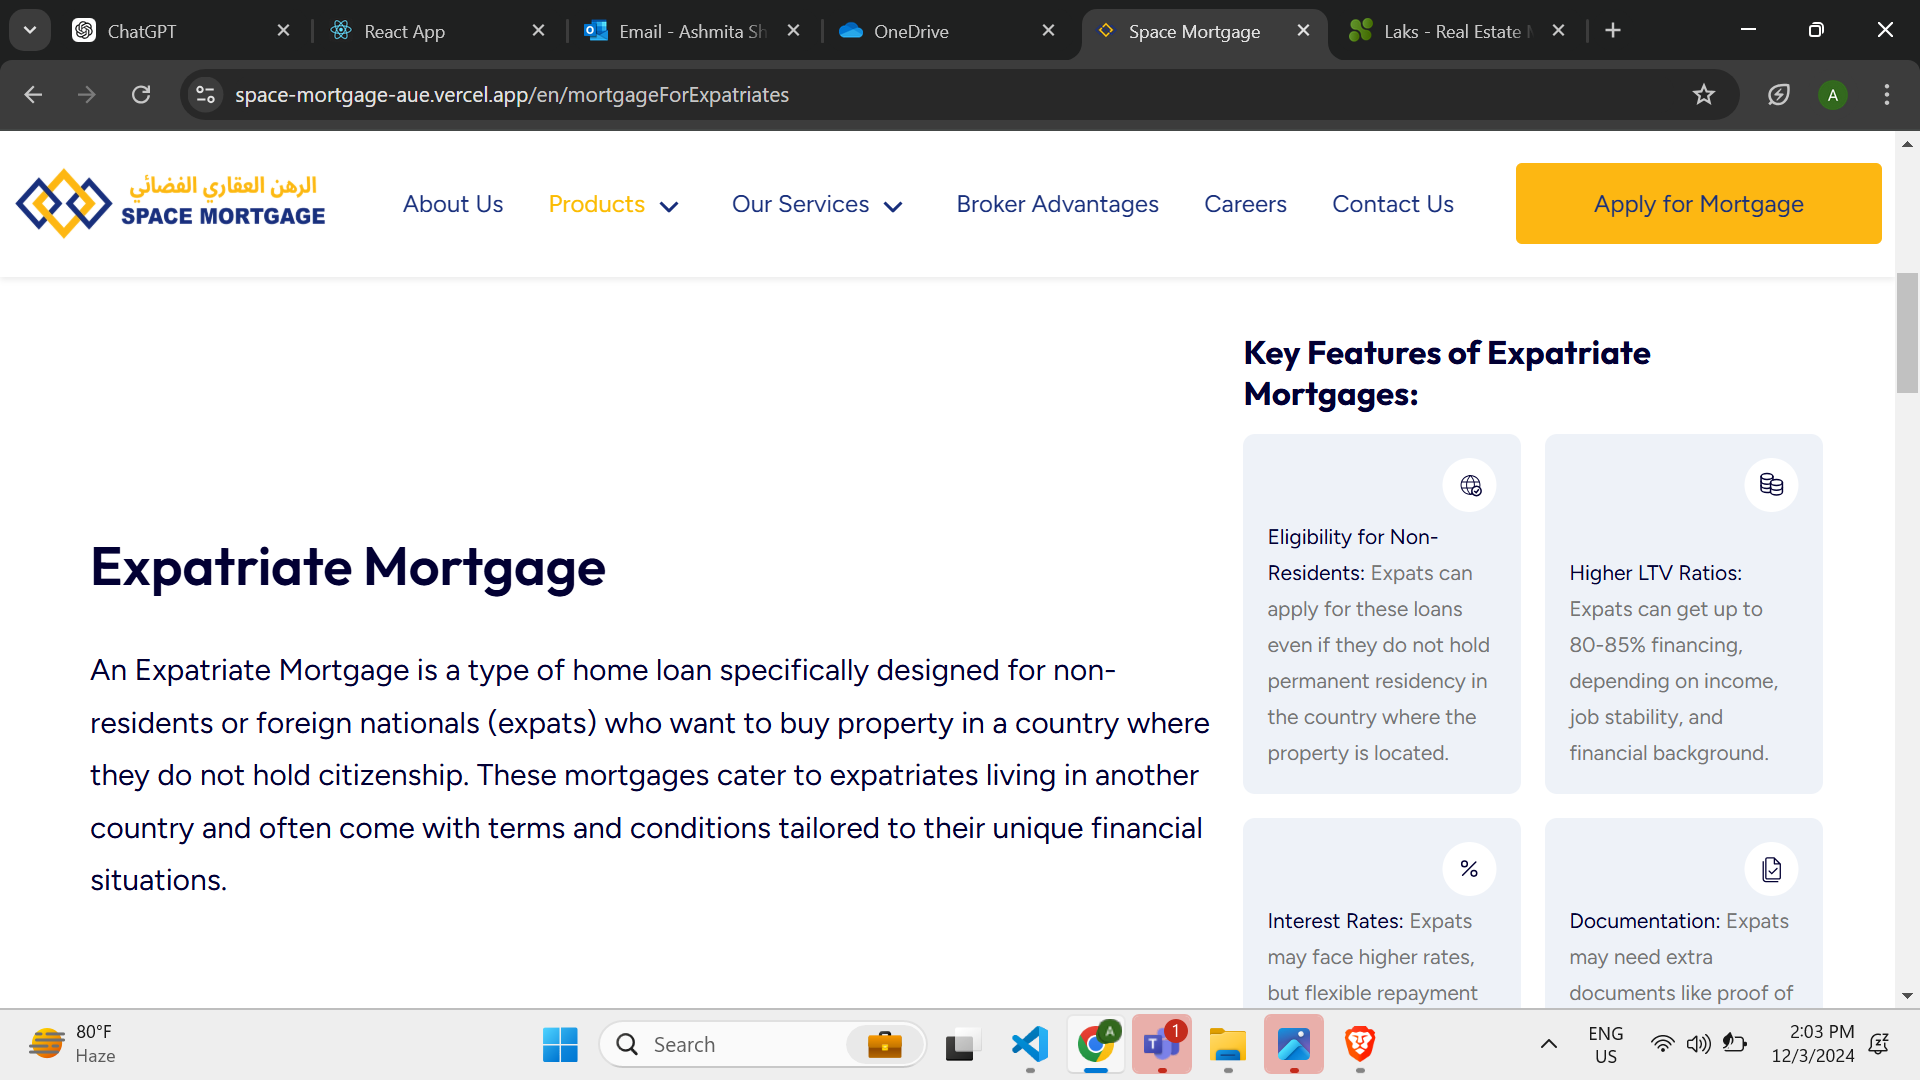 ChatGPT
React App
Email - Ashmita Sh
OneDrive
Space Mortgage
Laks - Real Estate M
space-mortgage-aue.vercel.app/en/mortgageForExpatriates
A
الرهن العقاري الفضائي
SPACE MORTGAGE
About Us
Products
Our Services
Broker Advantages
Careers
Contact Us
Apply for Mortgage
Expatriate Mortgage
An Expatriate Mortgage is a type of home loan specifically designed for non-
residents or foreign nationals (expats) who want to buy property in a country where
they do not hold citizenship. These mortgages cater to expatriates living in another
country and often come with terms and conditions tailored to their unique financial
situations.
Key Features of Expatriate
Mortgages:
Eligibility for Non-
Residents: Expats can
apply for these loans
even if they do not hold
permanent residency in
the country where the
property is located.
Higher LTV Ratios:
Expats can get up to
80-85% financing,
depending on income,
job stability, and
financial background.
%
Interest Rates: Expats
may face higher rates,
but flexible repayment
Documentation: Expats
may need extra
documents like proof of
80°F
Haze
Search
A
T
1
ENG
US
2:03 PM
12/3/2024